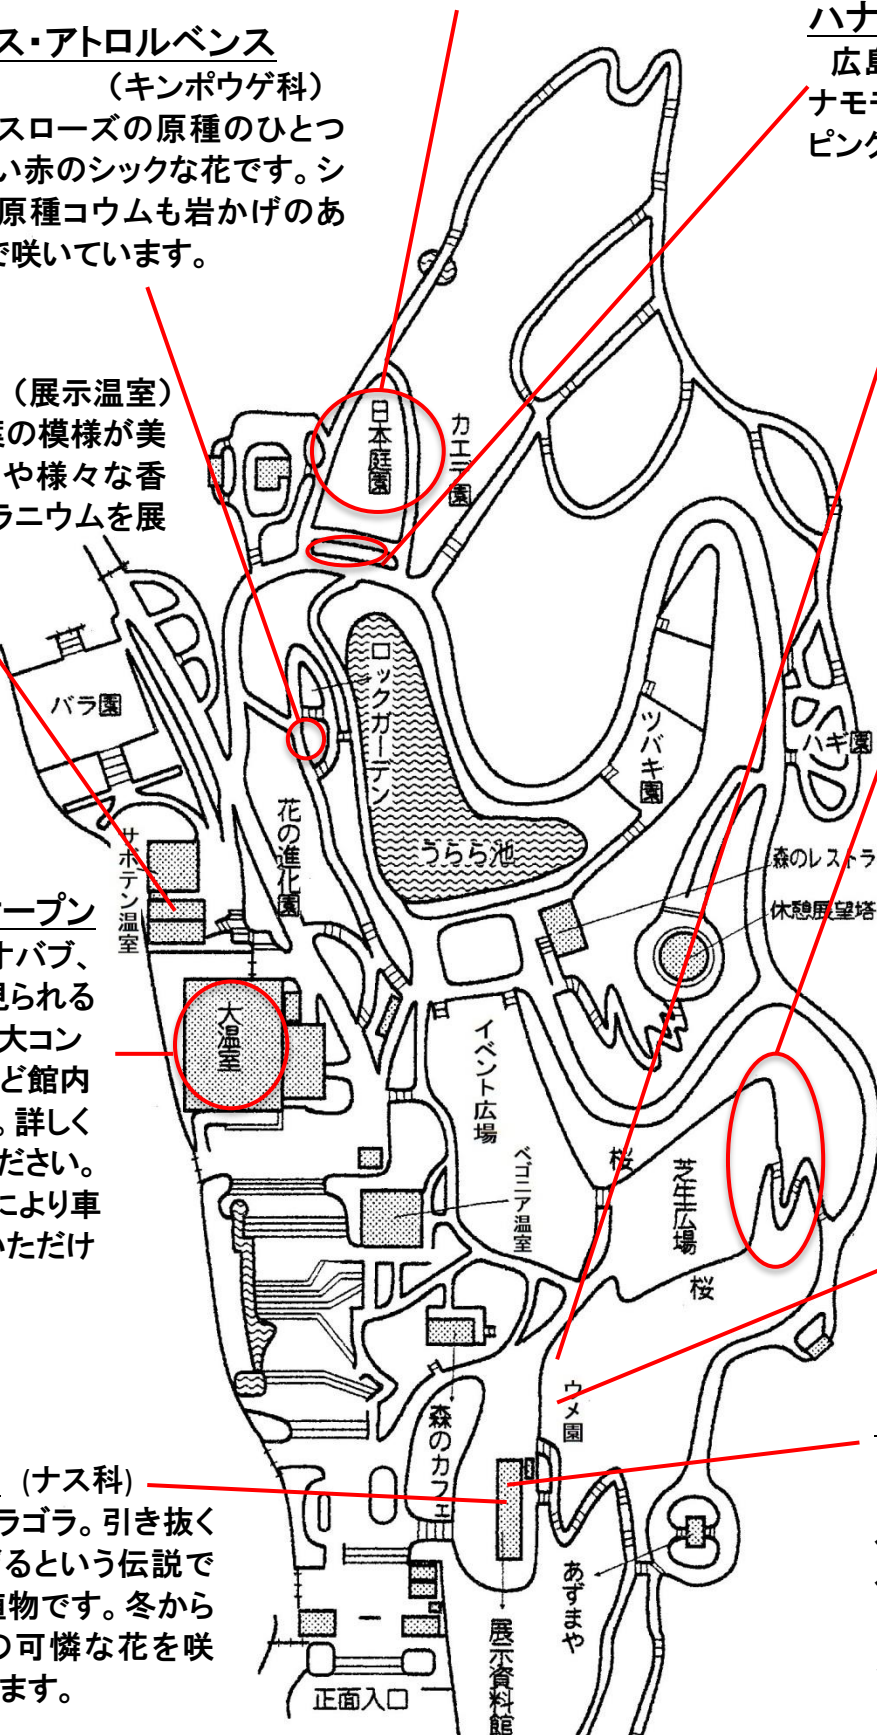 ス・アトロルベンス
（キンポウゲ科）
スローズの原種のひとつ
い赤のシックな花です。シ
原種コウムも岩かげのあ
で咲いています。
ハナ
広島
ナモモ
ピンク
（展示温室）
葉の模様が美
や様々な香
ラニウムを展
日本庭園
カエデ園
バラ園
ロックガーデン
ツバキ園
ハギ園
花の進化園
うらら池
サボテン温室
森のレストラ
休憩展望塔
オープン
オバブ、
見られる
大コン
ど館内
。詳しく
ださい。
により車
いただけ
大温室
イベント広場
ベゴニア温室
桜
芝生広場
桜
ウメ園
森のカフェ
(ナス科)
ラゴラ。引き抜く
げるという伝説で
植物です。冬から
の可憐な花を咲
ます。
あずまや
展示資料館
正面入口